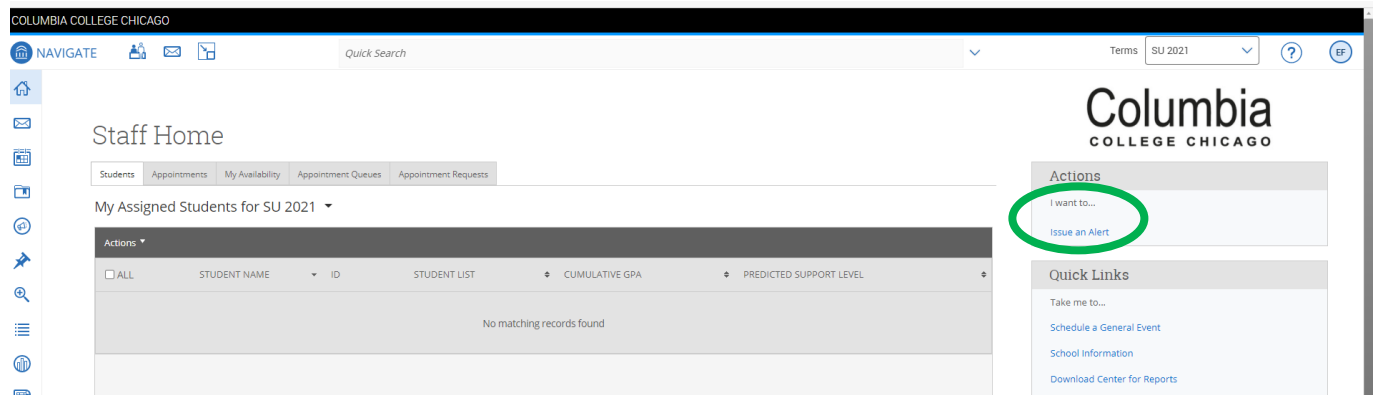 COLUMBIA COLLEGE CHICAGO
NAVIGATE Quick Search Terms SU 2021 ? EF
Columbia
COLLEGE CHICAGO
Staff Home
Students Appointments My Availability Appointment Queues Appointment Requests
My Assigned Students for SU 2021
Actions
ALL STUDENT NAME ID STUDENT LIST CUMULATIVE GPA PREDICTED SUPPORT LEVEL
No matching records found
Actions
I want to...
Issue an Alert
Quick Links
Take me to...
Schedule a General Event
School Information
Download Center for Reports